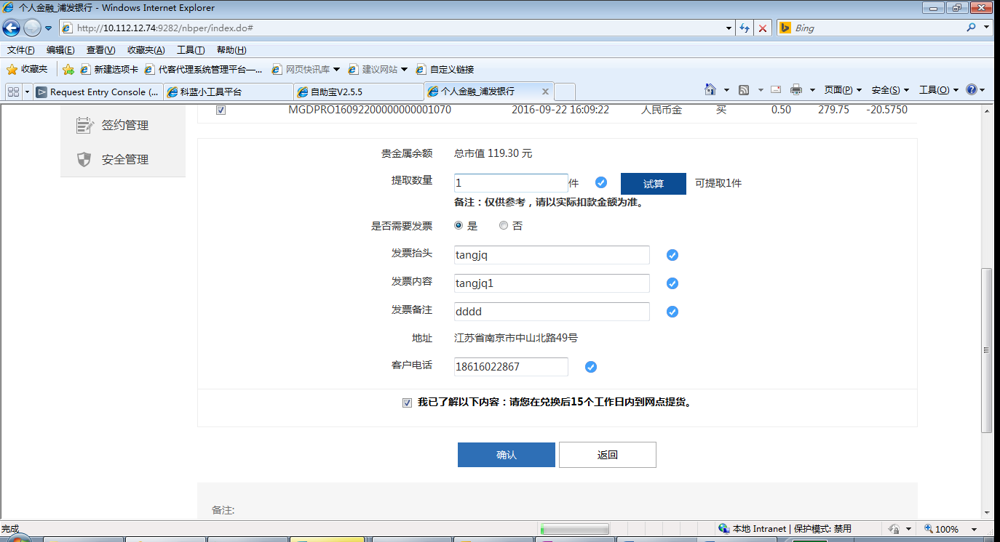 个人金融_浦发银行 - Windows Internet Explorer
http://10.112.12.74:9282/nbper/index.do#
Bing
文件(F) 编辑(E) 查看(V) 收藏夹(A) 工具(T) 帮助(H)
收藏夹 新建选项卡 代客代理系统管理平台—... 网页快讯库 建议网站 自定义链接
Request Entry Console (... 科蓝小工具平台 自助宝V2.5.5 个人金融_浦发银行 x 页面(P) 安全(S) 工具(O)
MGDPRO16092200000000001070 2016-09-22 16:09:22 人民币金 买 0.50 279.75 -20.5750
签约管理
安全管理
贵金属余额 总市值 119.30 元
提取数量 1 件 试算 可提取1件
备注：仅供参考，请以实际扣款金额为准。
是否需要发票 是 否
发票抬头 tangjq
发票内容 tangjq1
发票备注 dddd
地址 江苏省南京市中山北路49号
客户电话 18616022867
我已了解以下内容：请您在兑换后15个工作日内到网点提货。
确认 返回
备注:
完成 本地 Intranet | 保护模式: 禁用 100%